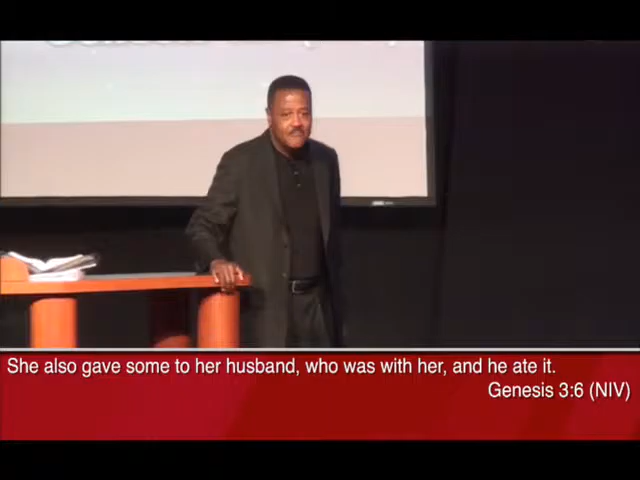 She also gave some to her husband, who was with her, and he ate it.
Genesis 3:6 (NIV)